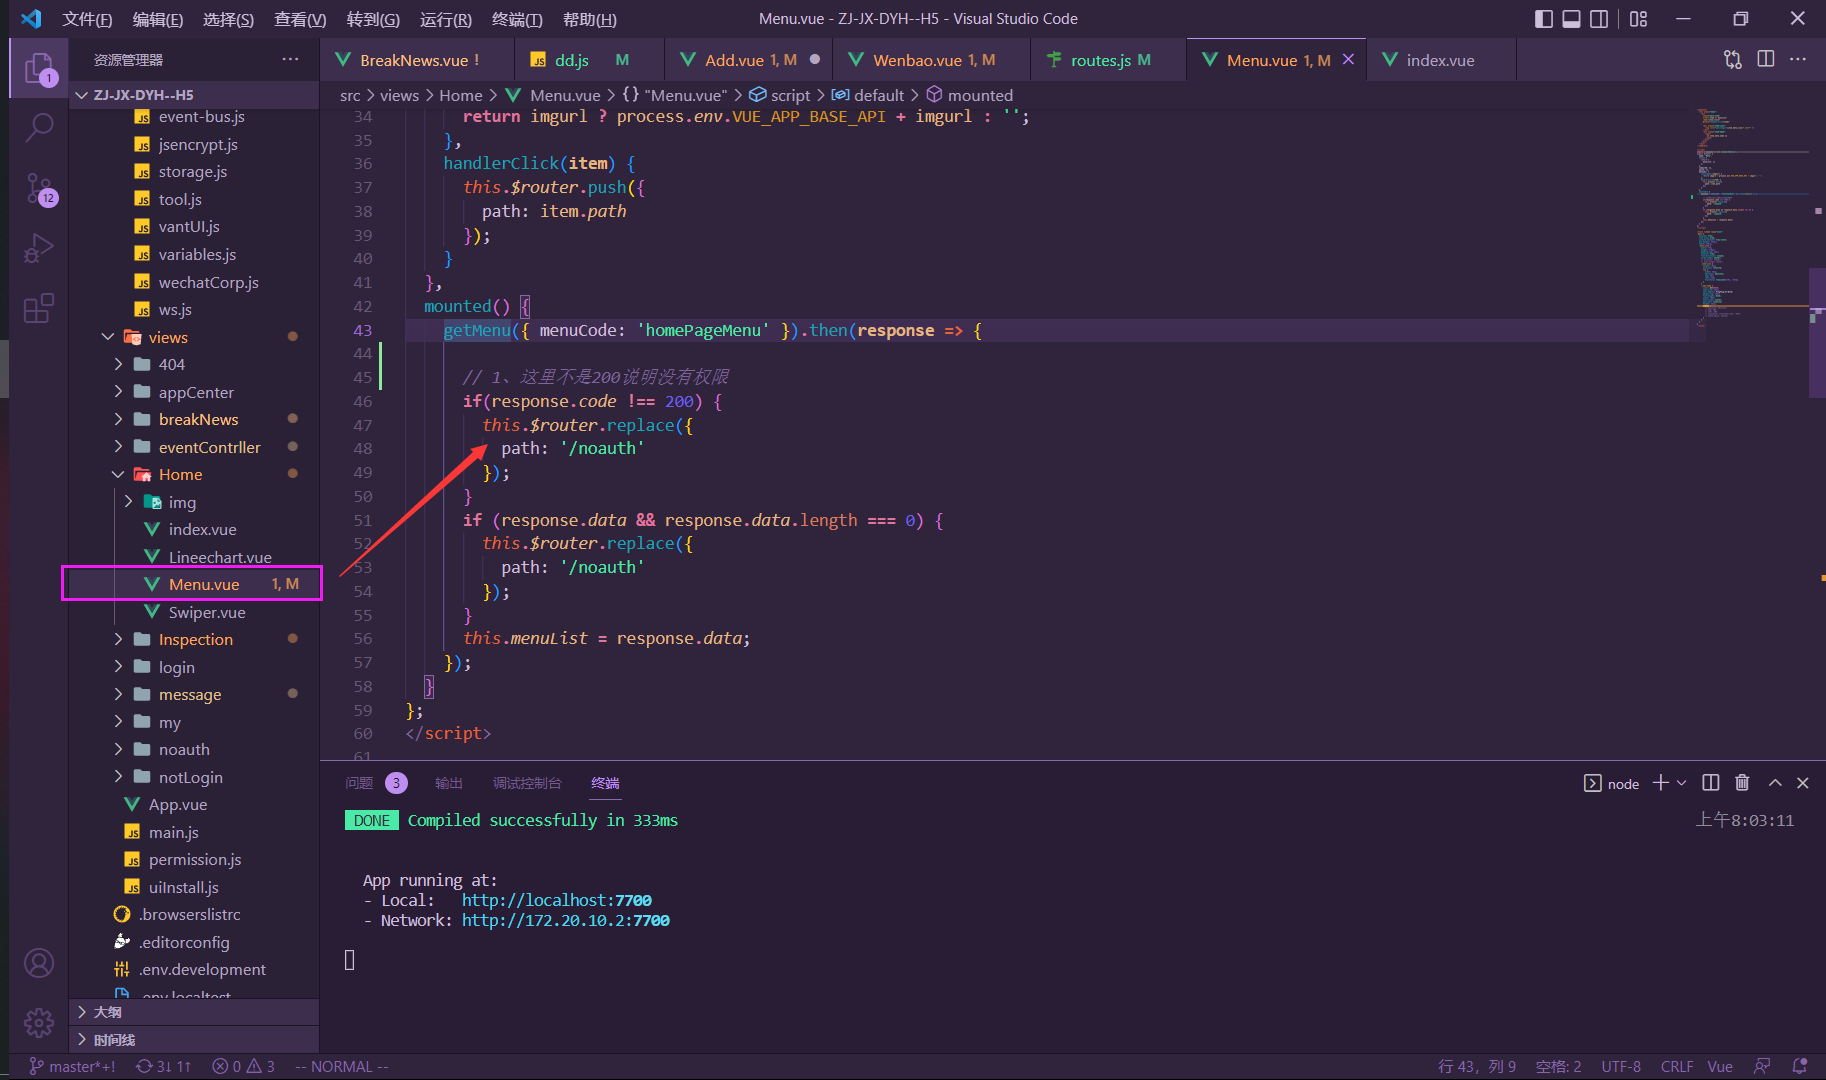 文件(F) 编辑(E) 选择(S) 查看(V) 转到(G) 运行(R) 终端(T) 帮助(H)
Menu.vue - ZJ-JX-DYH--H5 - Visual Studio Code
资源管理器
BreakNews.vue !
dd.js M
Add.vue 1, M
Wenbao.vue 1, M
routes.js M
Menu.vue 1, M
index.vue
1
12
ZJ-JX-DYH--H5
event-bus.js
jsencrypt.js
storage.js
tool.js
vantUI.js
variables.js
wechatCorp.js
ws.js
views
404
appCenter
breakNews
eventContrller
Home
img
index.vue
Lineechart.vue
Menu.vue 1, M
Swiper.vue
Inspection
login
message
my
noauth
notLogin
App.vue
main.js
permission.js
uiInstall.js
.browserslistrc
.editorconfig
.env.development
.env.localtest
大纲
时间线
src > views > Home > Menu.vue > {} "Menu.vue" > script > default > mounted
34 return imgurl ? process.env.VUE_APP_BASE_API + imgurl : '';
35 },
36 handlerClick(item) {
37 this.$router.push({
38 path: item.path
39 });
40 }
41 },
42 mounted() {
43 getMenu({ menuCode: 'homePageMenu' }).then(response => {
44
45 // 1、这里不是200说明没有权限
46 if(response.code !== 200) {
47 this.$router.replace({
48 path: '/noauth'
49 });
50 }
51 if (response.data && response.data.length === 0) {
52 this.$router.replace({
53 path: '/noauth'
54 });
55 }
56 this.menuList = response.data;
57 });
58 }
59 };
60 </script>
61
问题 3 输出 调试控制台 终端
node
DONE Compiled successfully in 333ms
上午8:03:11
App running at:
- Local: http://localhost:7700
- Network: http://172.20.10.2:7700
master*+! 3↓ 1↑ 0 3 -- NORMAL --
行 43，列 9 空格: 2 UTF-8 CRLF Vue